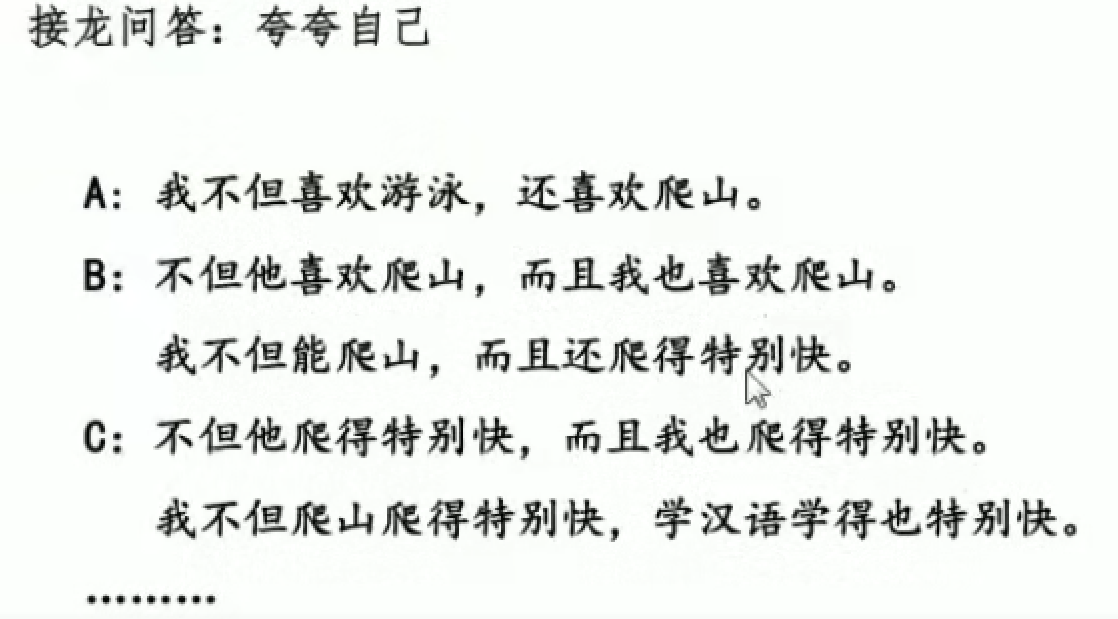 接龙问答：夸夸自己
A：我不但喜欢游泳，还喜欢爬山。
B：不但他喜欢爬山，而且我也喜欢爬山。
我不但能爬山，而且还爬得特别快。
C：不但他爬得特别快，而且我也爬得特别快。
我不但爬山爬得特别快，学汉语学得也特别快。
………